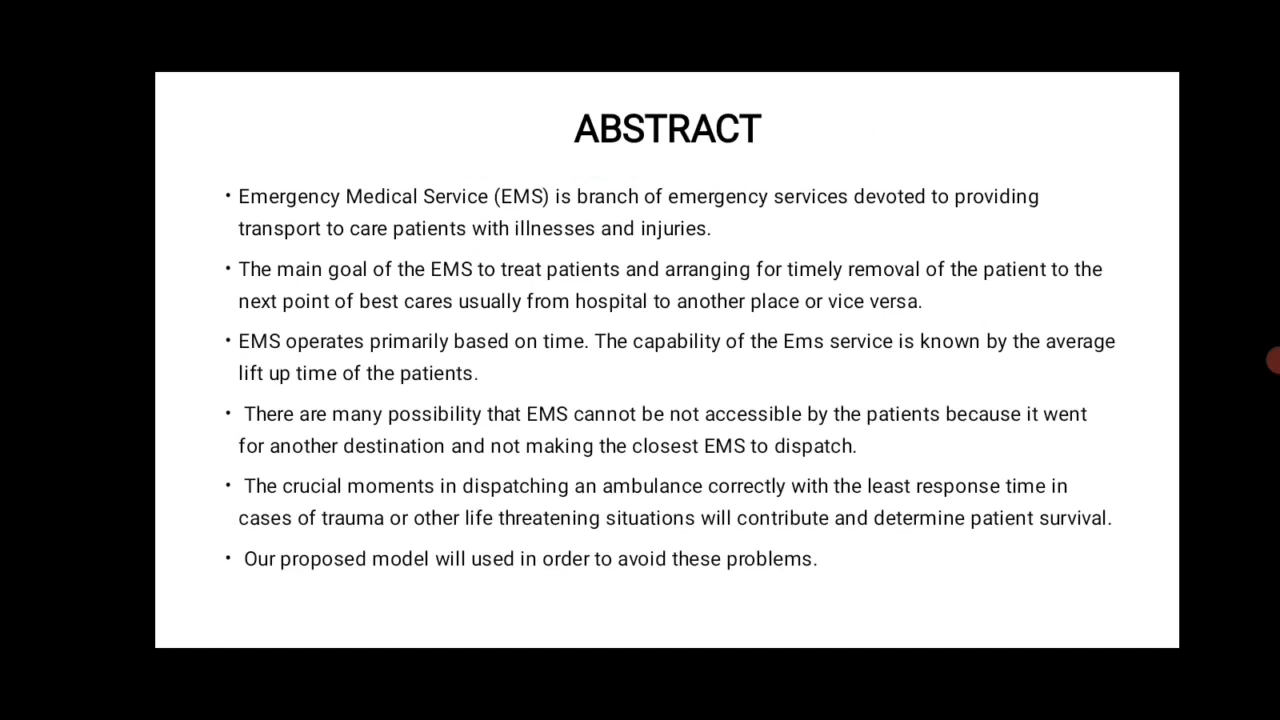 ABSTRACT
• Emergency Medical Service (EMS) is branch of emergency services devoted to providing
transport to care patients with illnesses and injuries.
• The main goal of the EMS to treat patients and arranging for timely removal of the patient to the
next point of best cares usually from hospital to another place or vice versa.
• EMS operates primarily based on time. The capability of the Ems service is known by the average
lift up time of the patients.
• There are many possibility that EMS cannot be not accessible by the patients because it went
for another destination and not making the closest EMS to dispatch.
• The crucial moments in dispatching an ambulance correctly with the least response time in
cases of trauma or other life threatening situations will contribute and determine patient survival.
• Our proposed model will used in order to avoid these problems.